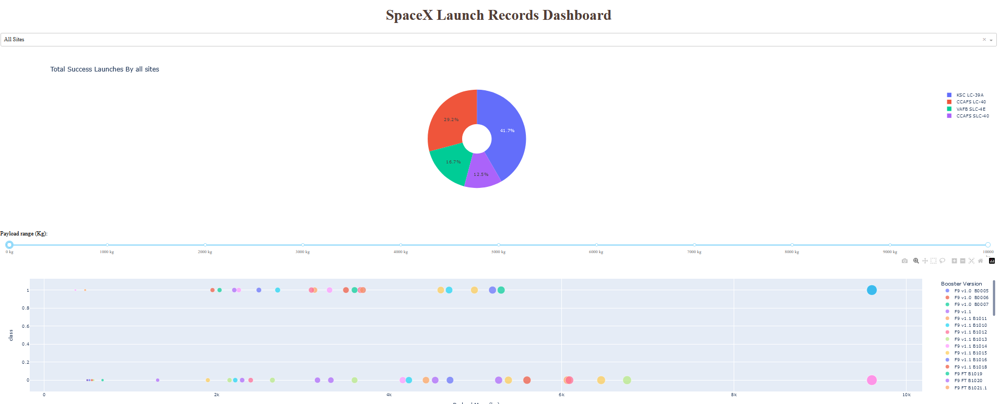 SpaceX Launch Records Dashboard
All Sites
Total Success Launches By all sites
KSC LC-39A
CCAFS LC-40
VAFB SLC-4E
CCAFS SLC-40
29.2%
41.7%
16.7%
12.5%
Payload range (Kg):
0 kg 1000 kg 2000 kg 3000 kg 4000 kg 5000 kg 6000 kg 7000 kg 8000 kg 9000 kg 10000
class
1
0.8
0.6
0.4
0.2
0
0 2k 4k 6k 8k 10k
Booster Version
F9 v1.0 B0005
F9 v1.0 B0006
F9 v1.0 B0007
F9 v1.1
F9 v1.1 B1011
F9 v1.1 B1010
F9 v1.1 B1012
F9 v1.1 B1013
F9 v1.1 B1014
F9 v1.1 B1015
F9 v1.1 B1016
F9 v1.1 B1018
F9 FT B1019
F9 FT B1020
F9 FT B1021.1